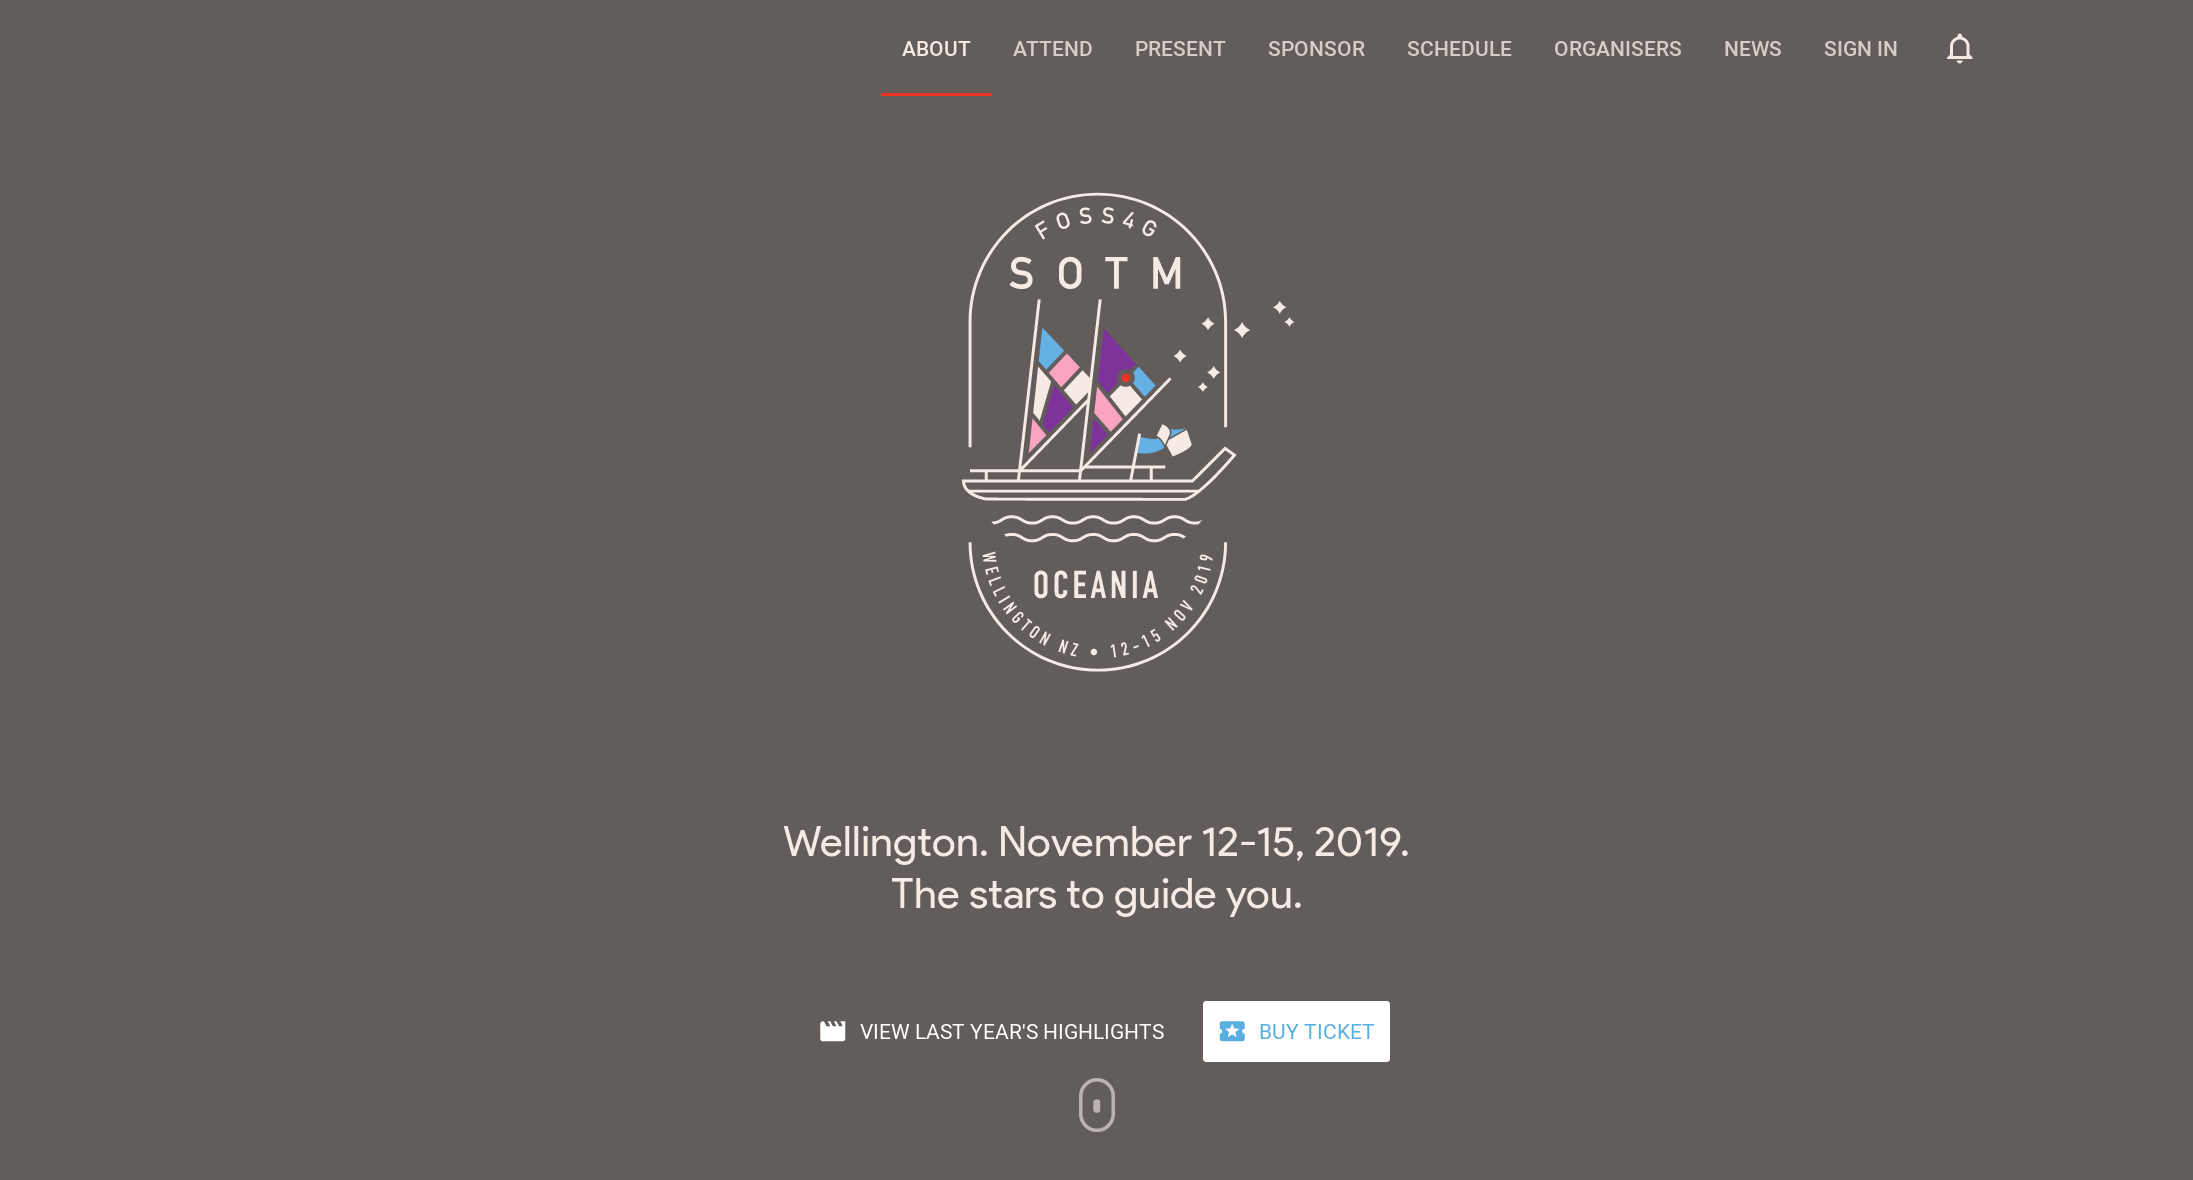 ABOUT ATTEND PRESENT SPONSOR SCHEDULE ORGANISERS NEWS SIGN IN
FOSS4G
SOTM
OCEANIA
WELLINGTON NZ • 12-15 NOV 2019
Wellington. November 12-15, 2019.
The stars to guide you.
VIEW LAST YEAR'S HIGHLIGHTS BUY TICKET